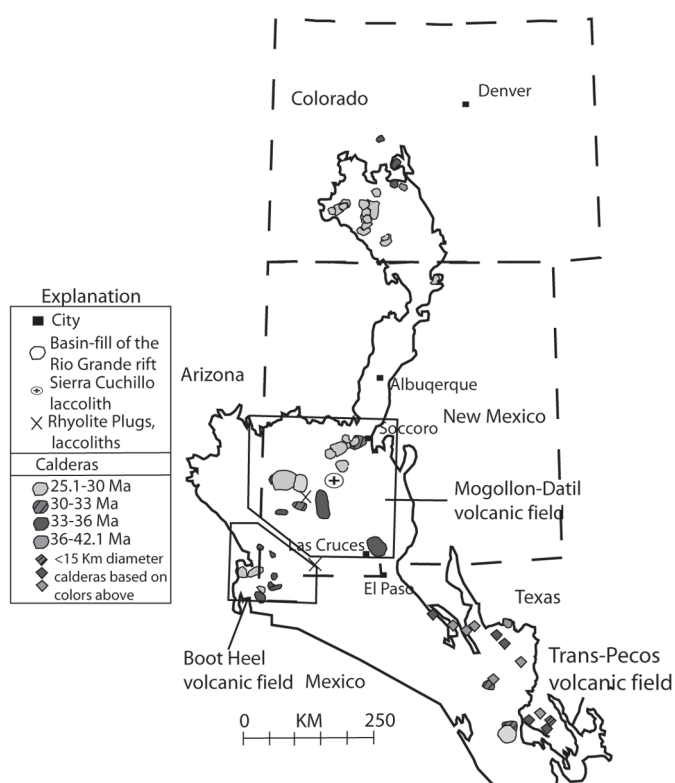 Colorado
Denver
Explanation
City
Basin-fill of the
Rio Grande rift
Sierra Cuchillo
laccolith
Rhyolite Plugs,
laccoliths
Calderas
25.1-30 Ma
30-33 Ma
33-36 Ma
36-42.1 Ma
<15 Km diameter
calderas based on
colors above
Arizona
Albuqerque
New Mexico
Soccoro
Mogollon-Datil
volcanic field
Las Cruces
El Paso
Texas
Boot Heel
volcanic field
Mexico
Trans-Pecos
volcanic field
0 KM 250